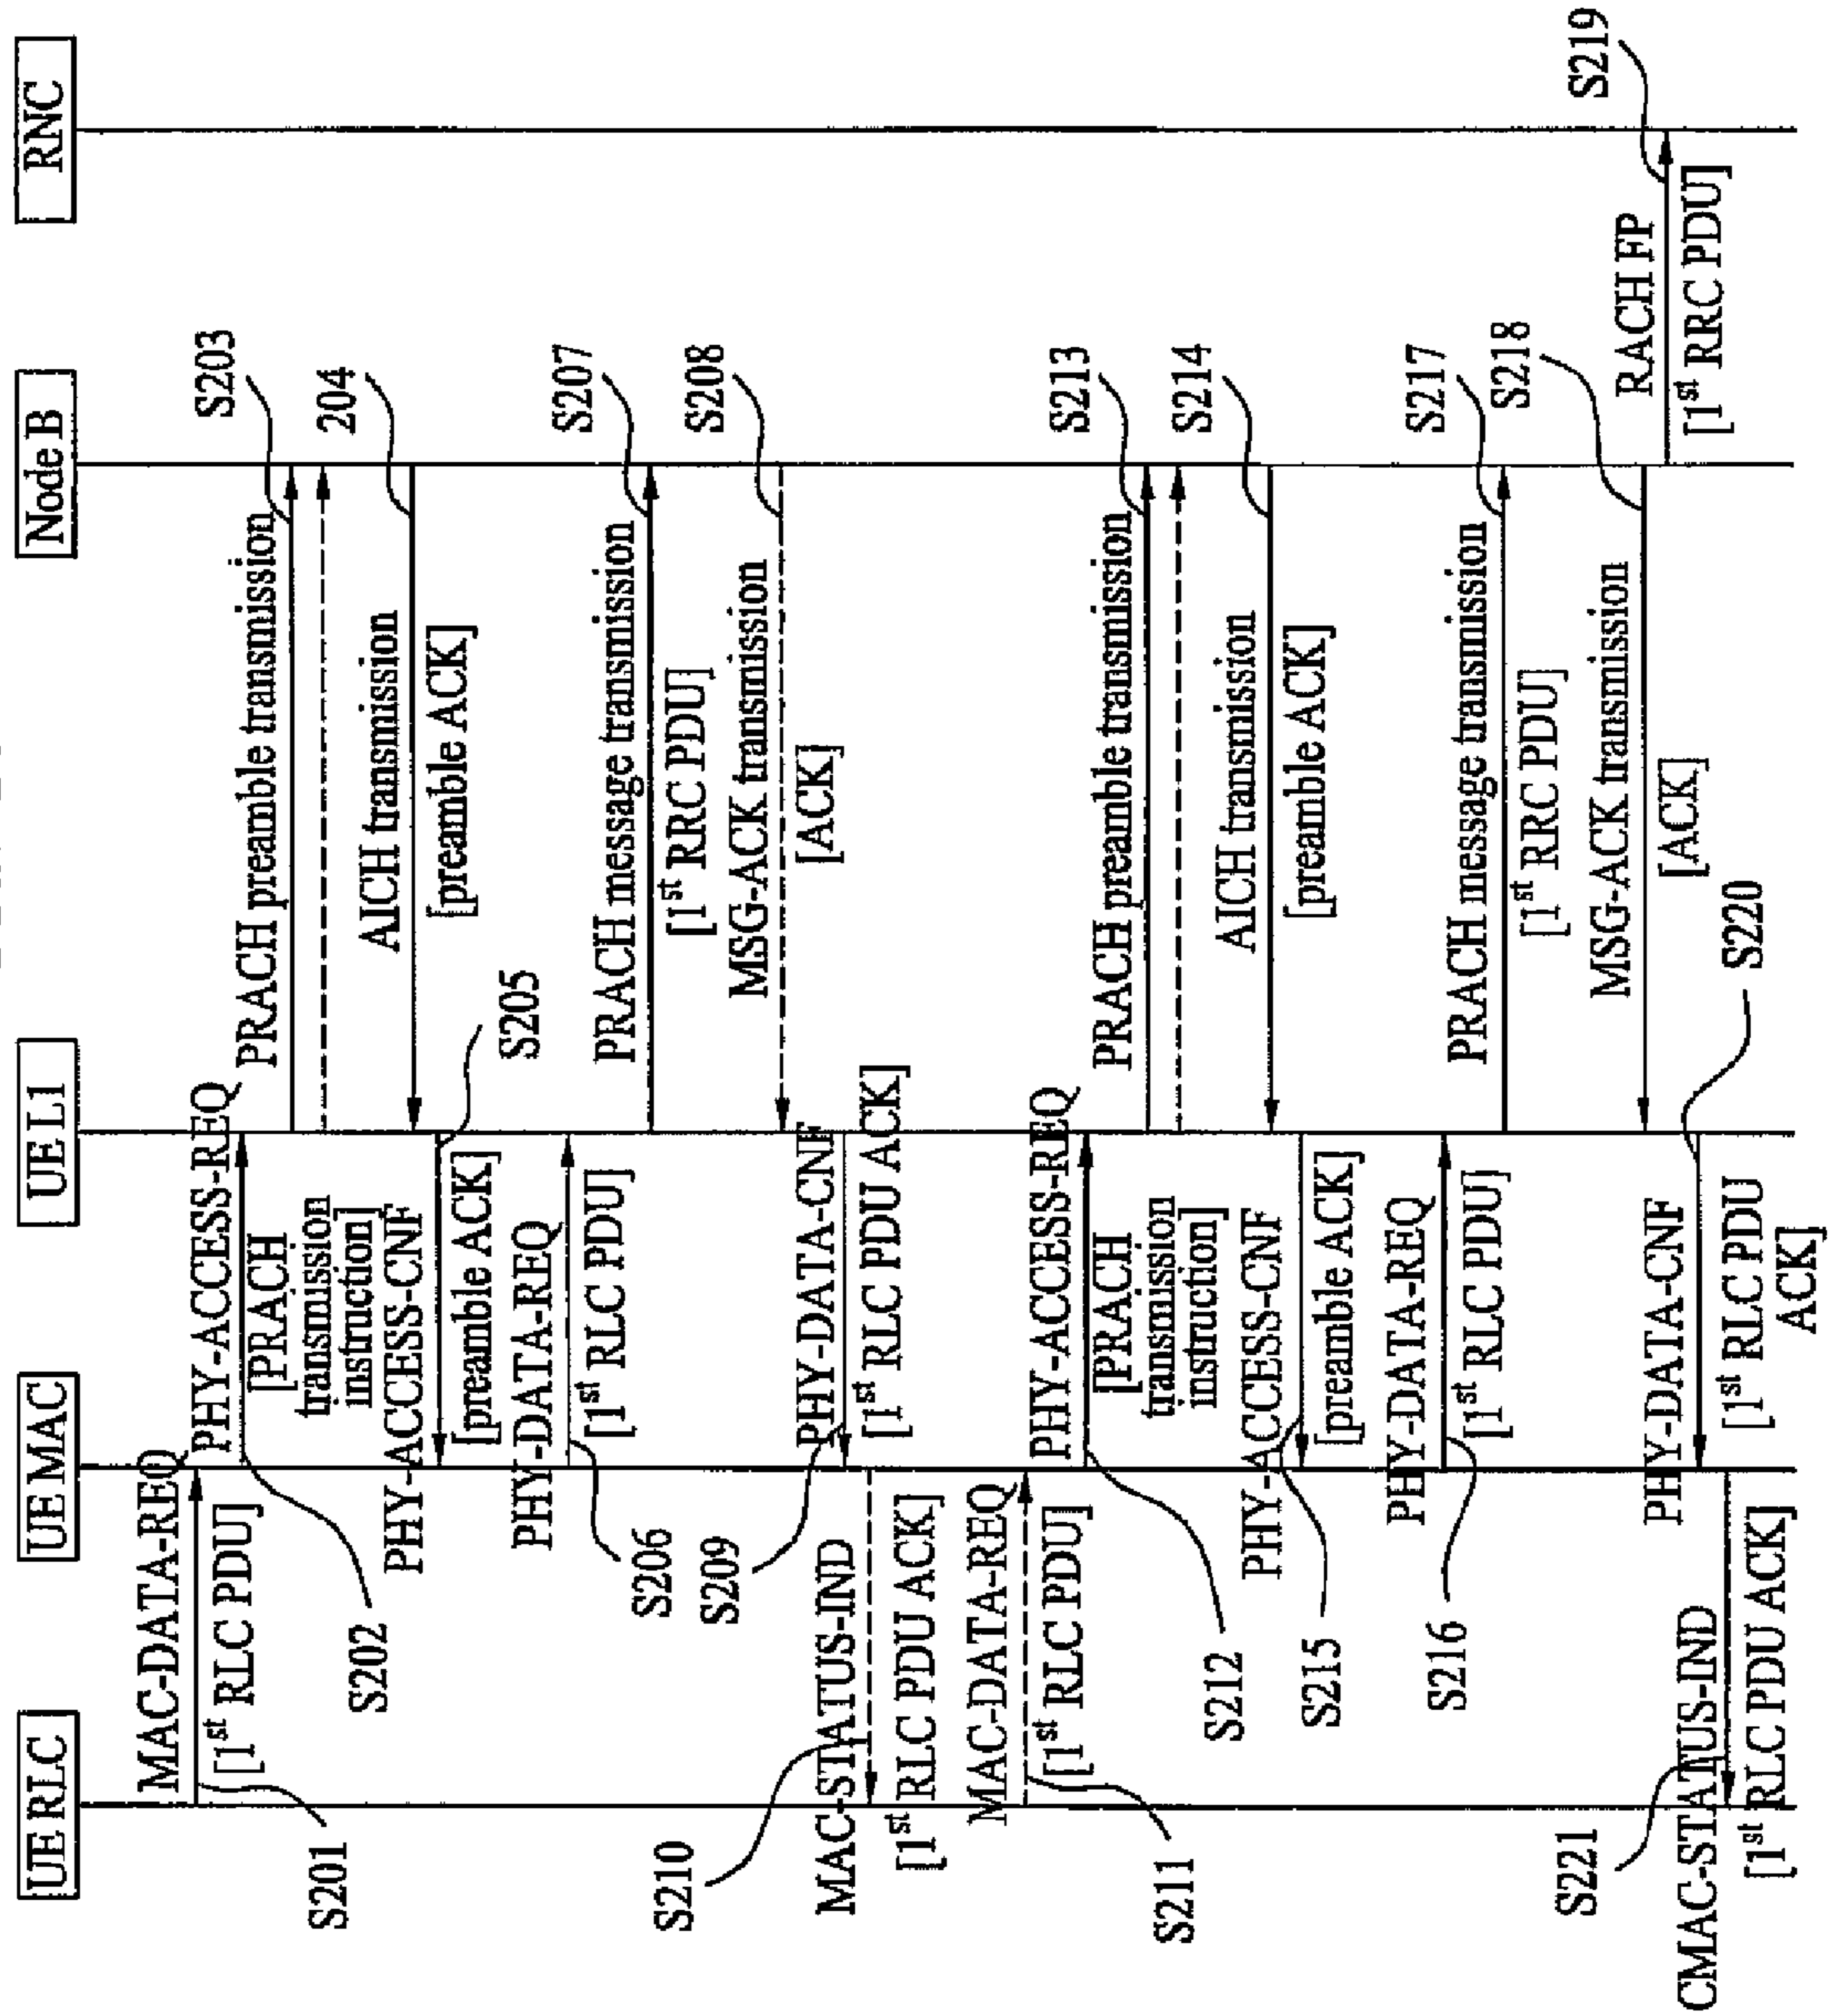 UE RLC
UE MAC
UE L1
Node B
RNC
MAC-DATA-REQ
[1st RLC PDU]
S201
PHY-ACCESS-REQ
[PRACH
transmission
instruction]
S202
PRACH preamble transmission
S203
AICH transmission
[preamble ACK]
204
PHY-ACCESS-CNF
[preamble ACK]
S205
PHY-DATA-REQ
[1st RLC PDU]
S206
PRACH message transmission
[1st RRC PDU]
S207
MSG-ACK transmission
[ACK]
S208
PHY-DATA-CNF
[1st RLC PDU ACK]
S209
MAC-STATUS-IND
[1st RLC PDU ACK]
S210
MAC-DATA-REQ
[1st RLC PDU]
S211
PHY-ACCESS-REQ
[PRACH
transmission
instruction]
S212
PRACH preamble transmission
S213
AICH transmission
[preamble ACK]
S214
PHY-ACCESS-CNF
[preamble ACK]
S215
PHY-DATA-REQ
[1st RLC PDU]
S216
PRACH message transmission
[1st RRC PDU]
S217
MSG-ACK transmission
[ACK]
S218
RACH FP
[1st RRC PDU]
S219
PHY-DATA-CNF
[1st RLC PDU
ACK]
S220
CMAC-STATUS-IND
[1st RLC PDU ACK]
S221